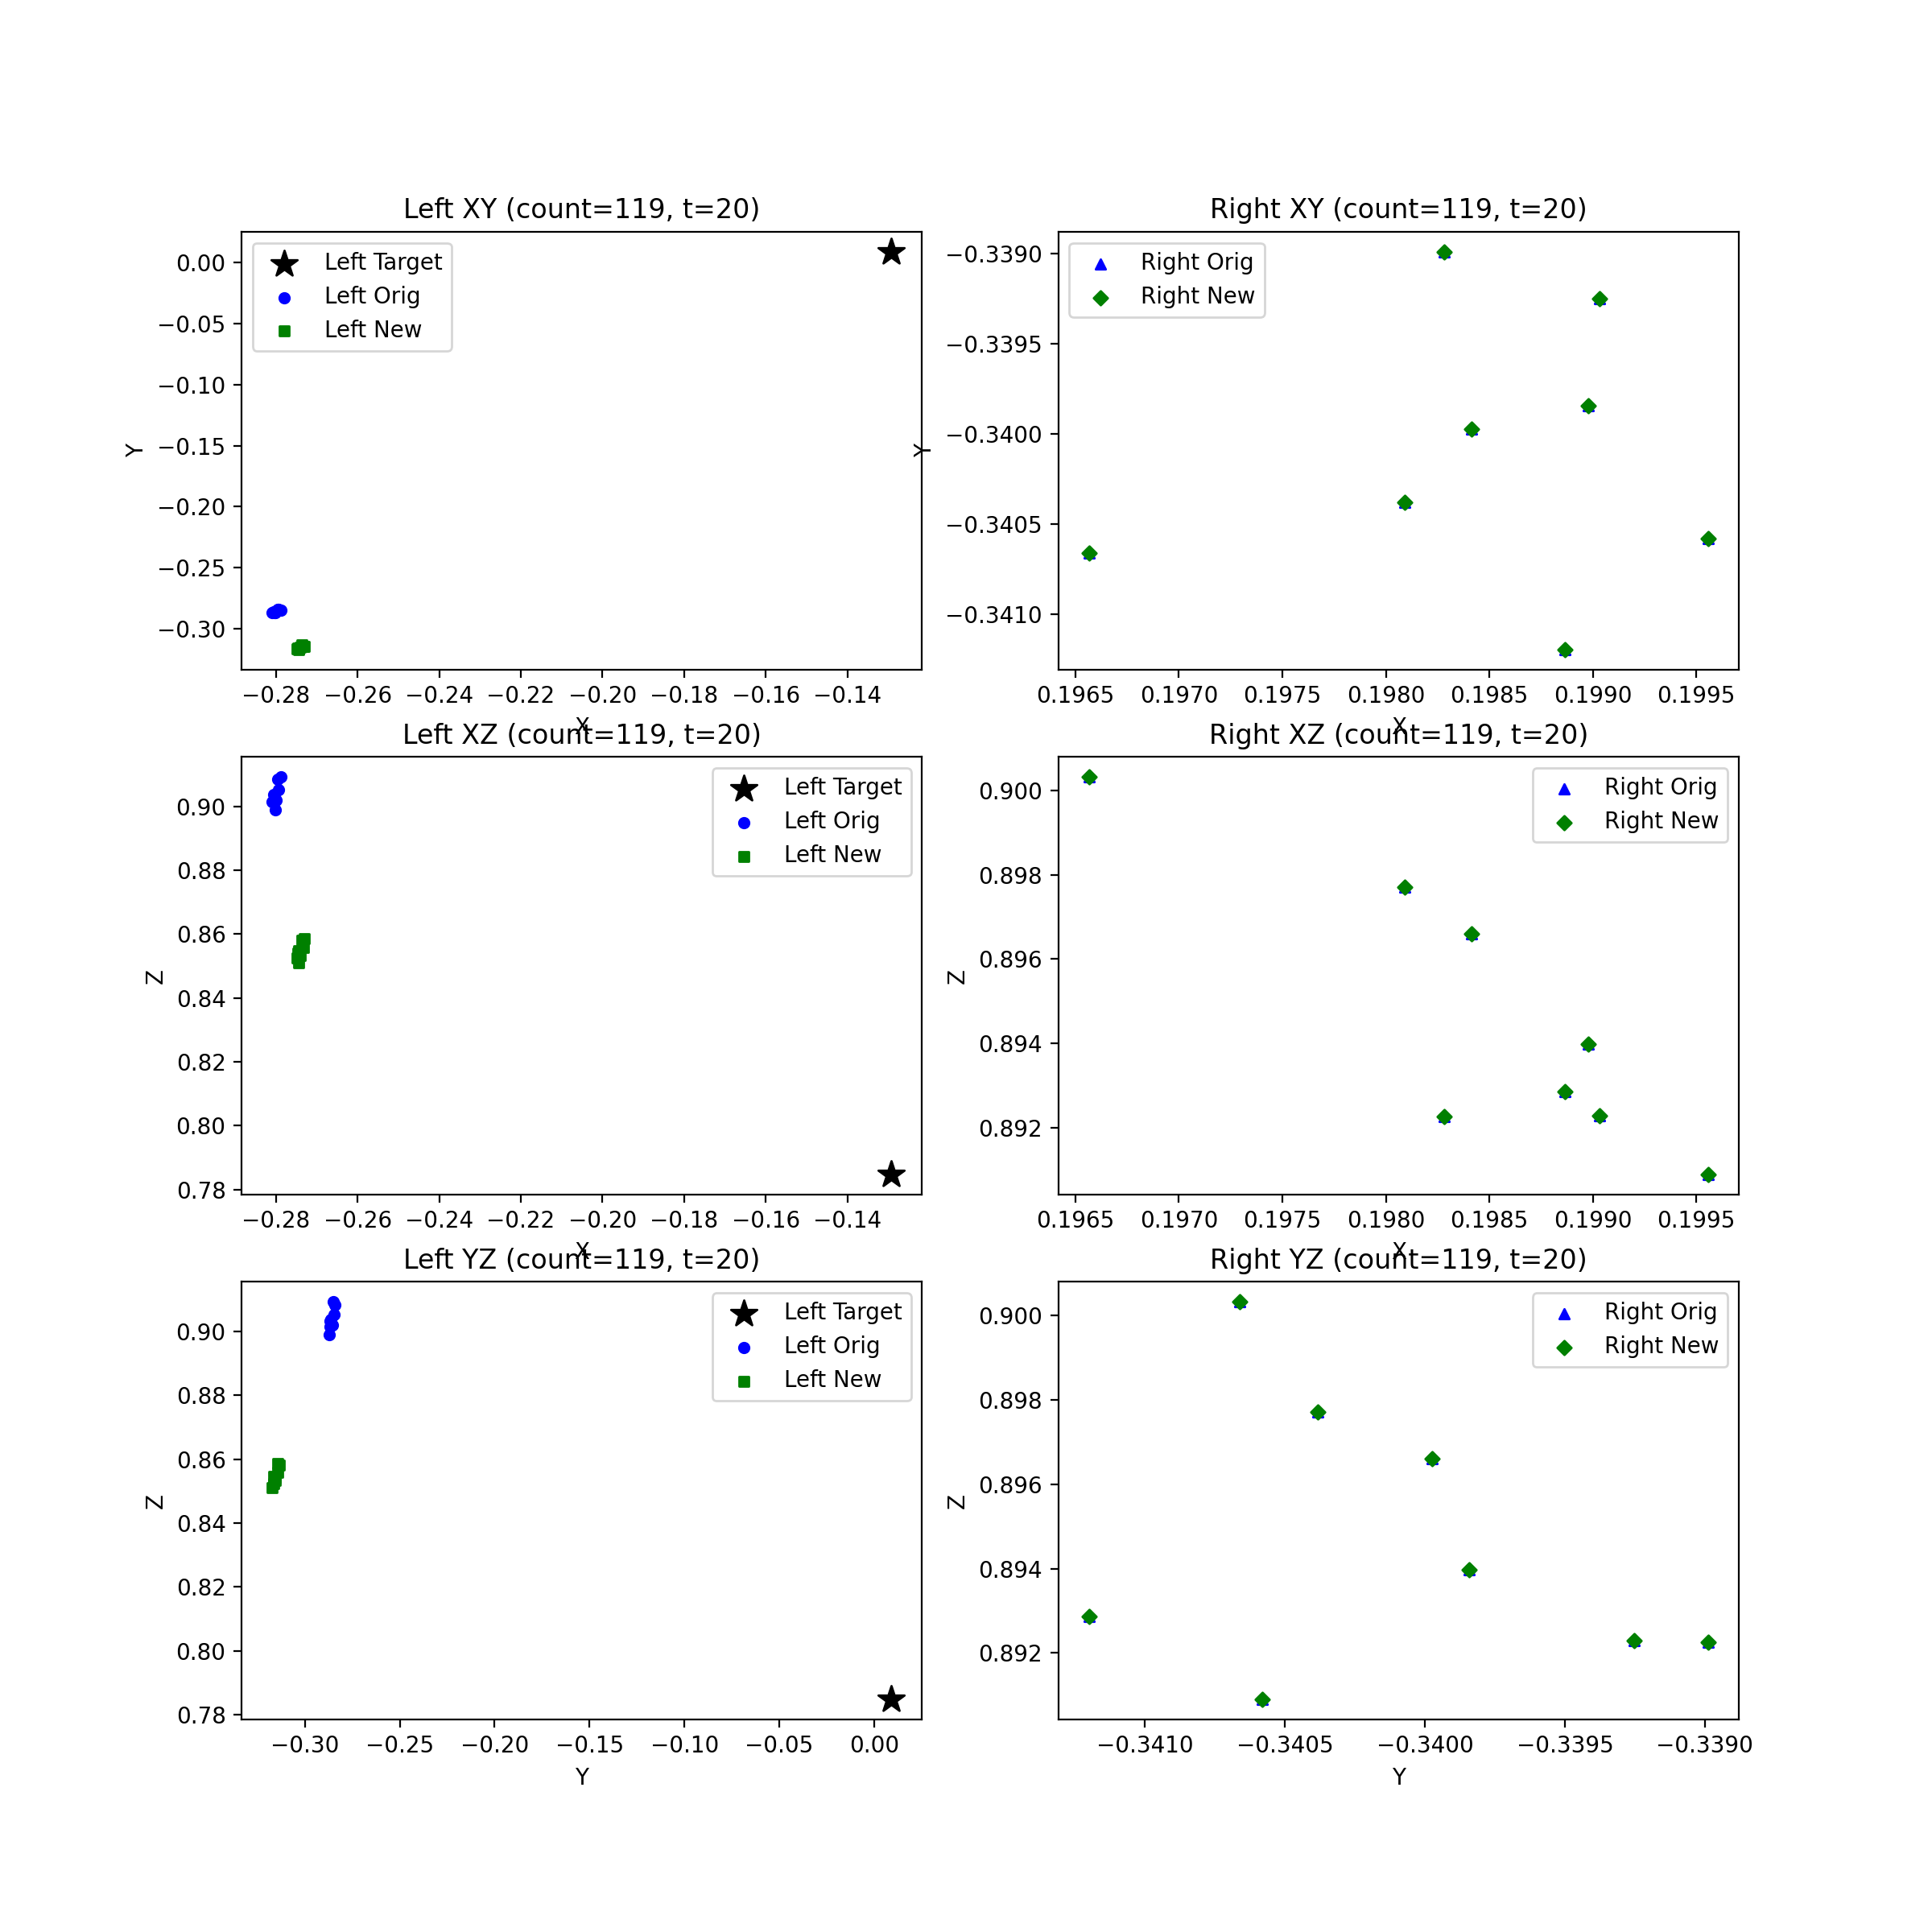 Left XY (count=119, t=20)
Left Target
Left Orig
Left New
0.00
−0.05
−0.10
−0.15
−0.20
−0.25
−0.30
Y
−0.28 −0.26 −0.24 −0.22 −0.20 −0.18 −0.16 −0.14
X
Right XY (count=119, t=20)
Right Orig
Right New
−0.3390
−0.3395
−0.3400
−0.3405
−0.3410
Y
0.1965 0.1970 0.1975 0.1980 0.1985 0.1990 0.1995
X
Left XZ (count=119, t=20)
Left Target
Left Orig
Left New
0.90
0.88
0.86
0.84
0.82
0.80
0.78
Z
−0.28 −0.26 −0.24 −0.22 −0.20 −0.18 −0.16 −0.14
X
Right XZ (count=119, t=20)
Right Orig
Right New
0.900
0.898
0.896
0.894
0.892
Z
0.1965 0.1970 0.1975 0.1980 0.1985 0.1990 0.1995
X
Left YZ (count=119, t=20)
Left Target
Left Orig
Left New
0.90
0.88
0.86
0.84
0.82
0.80
0.78
Z
−0.30 −0.25 −0.20 −0.15 −0.10 −0.05 0.00
Y
Right YZ (count=119, t=20)
Right Orig
Right New
0.900
0.898
0.896
0.894
0.892
Z
−0.3410 −0.3405 −0.3400 −0.3395 −0.3390
Y